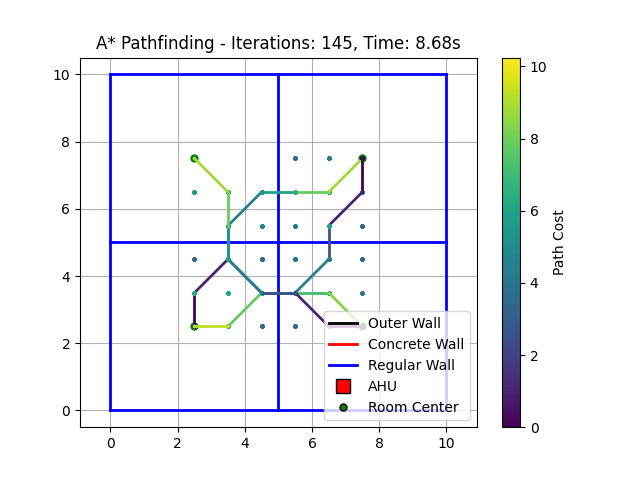 A* Pathfinding - Iterations: 145, Time: 8.68s
10
8
6
4
2
0
0
2
4
6
8
10
Outer Wall
Concrete Wall
Regular Wall
AHU
Room Center
10
8
6
4
2
0
Path Cost